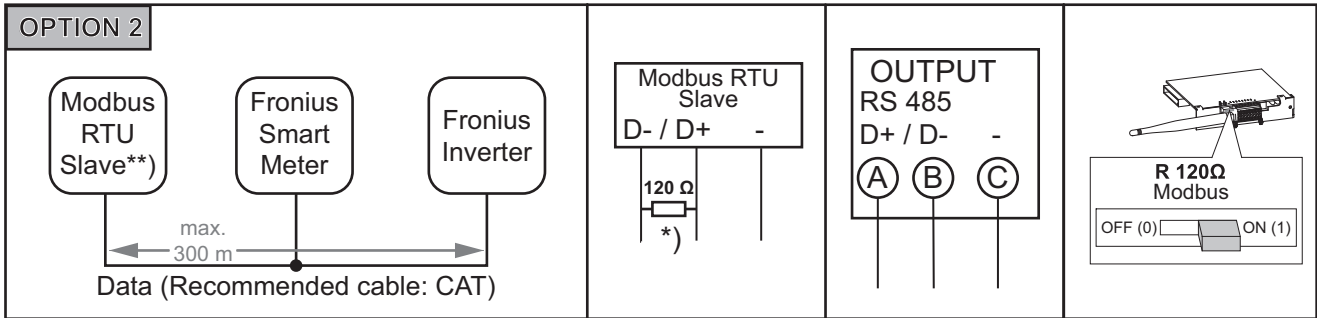 OPTION 2
Modbus
RTU
Slave**)
Fronius
Smart
Meter
Fronius
Inverter
max.
300 m
Data (Recommended cable: CAT)
Modbus RTU
Slave
D- / D+ -
120 Ω
*)
OUTPUT
RS 485
D+ / D- -
A B C
R 120Ω
Modbus
OFF (0) ON (1)